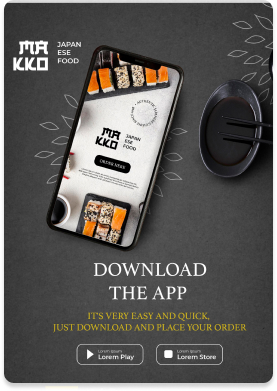 MA
KKO
JAPAN
ESE
FOOD
MA
KKO
JAPAN
ESE
FOOD
ORDER HERE
DOWNLOAD
THE APP
IT'S VERY EASY AND QUICK,
JUST DOWNLOAD AND PLACE YOUR ORDER
Lorem Ipsum
Lorem Play
Lorem Ipsum
Lorem Store